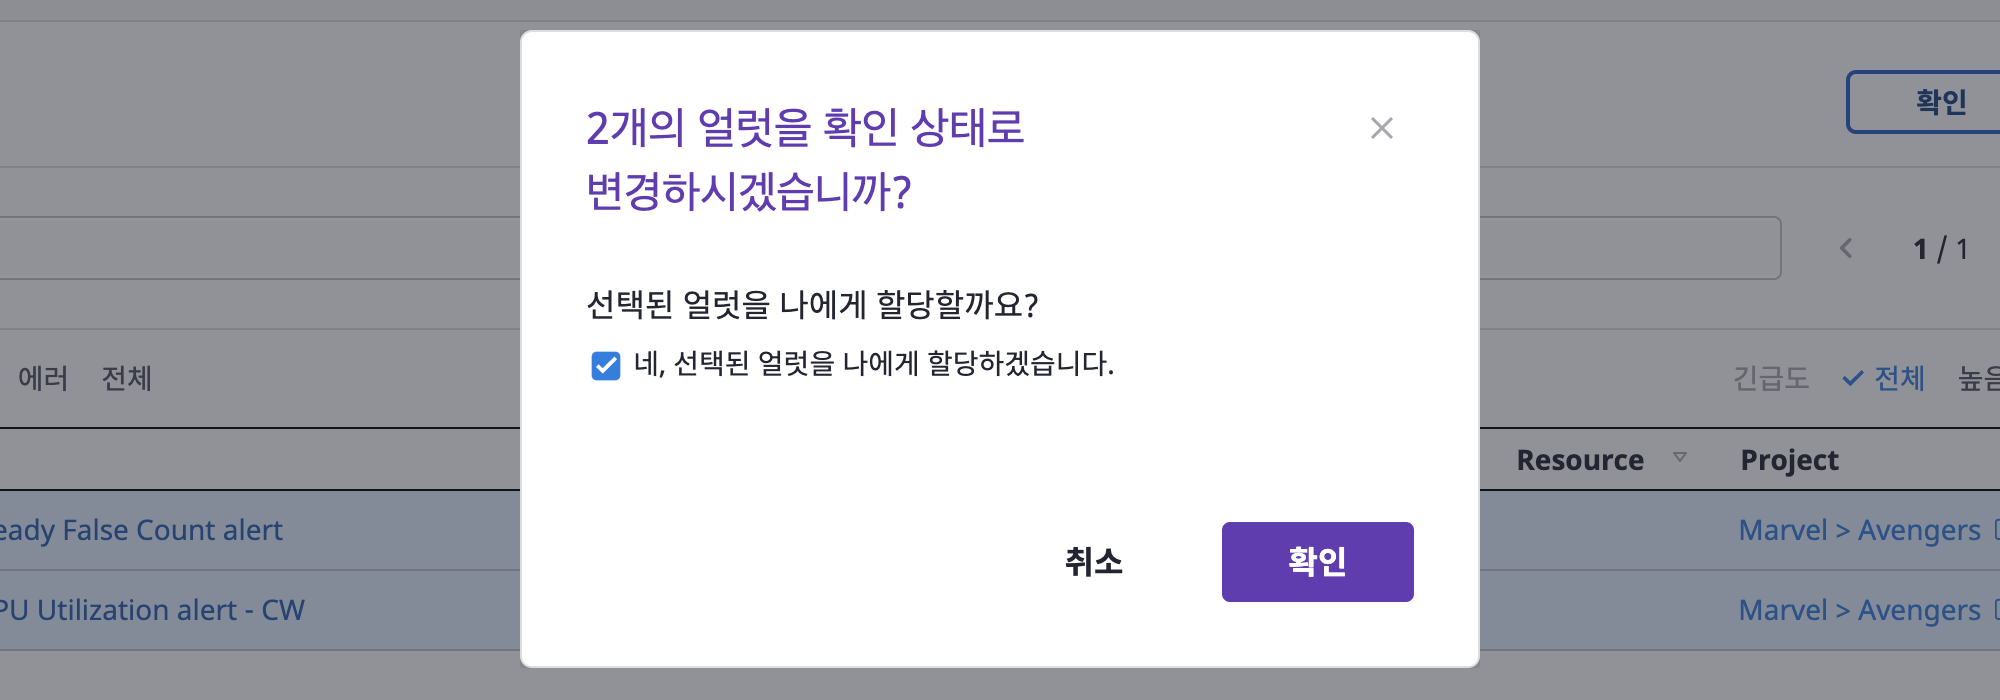 확인
2개의 얼럿을 확인 상태로
변경하시겠습니까?
1 / 1
선택된 얼럿을 나에게 할당할까요?
네, 선택된 얼럿을 나에게 할당하겠습니다.
에러 전체
긴급도 전체 높음
Resource Project
eady False Count alert
Marvel > Avengers
취소 확인
PU Utilization alert - CW
Marvel > Avengers